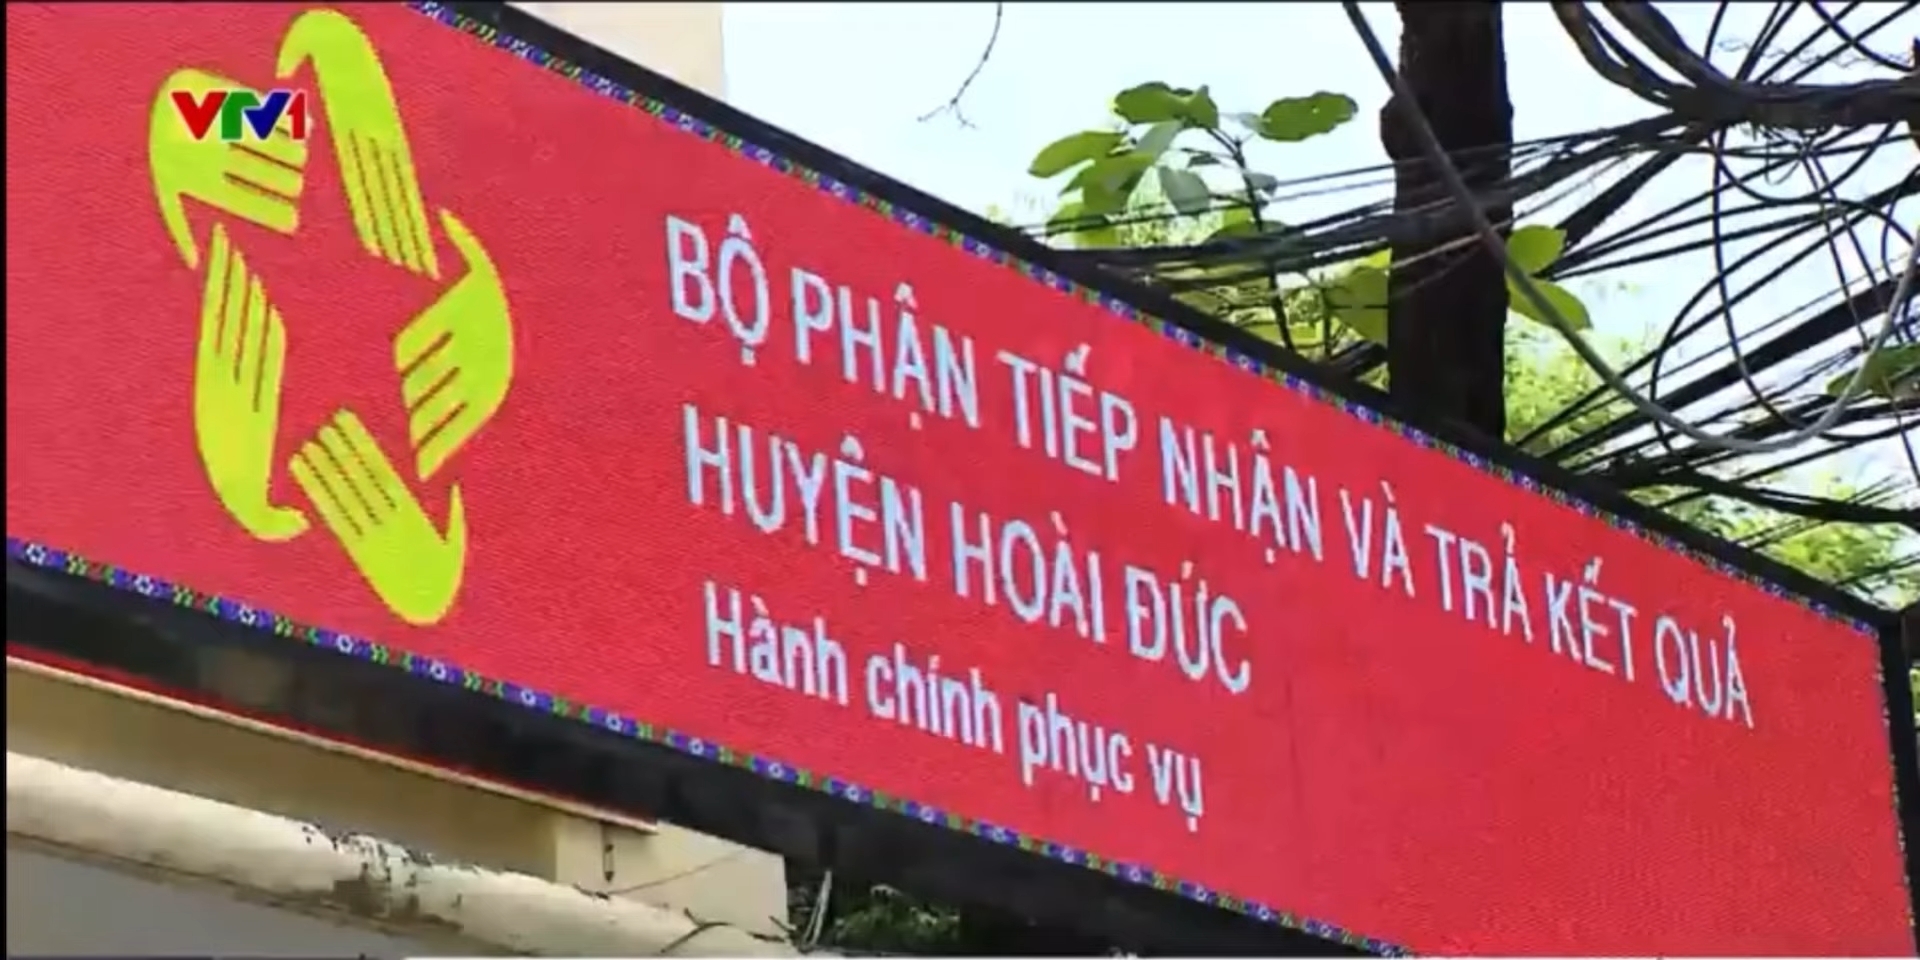 VTV1
BỘ PHẬN TIẾP NHẬN VÀ TRẢ KẾT QUẢ
HUYỆN HOÀI ĐỨC
Hành chính phục vụ